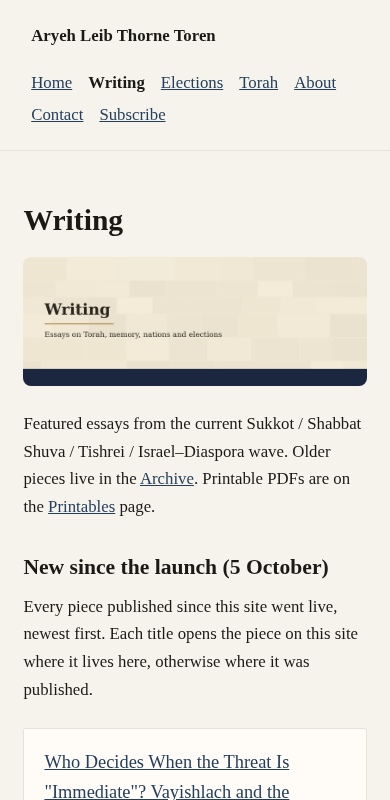 Aryeh Leib Thorne Toren
Home Writing Elections Torah About
Contact Subscribe
Writing
Writing
Essays on Torah, memory, nations and elections
Featured essays from the current Sukkot / Shabbat
Shuva / Tishrei / Israel–Diaspora wave. Older
pieces live in the Archive. Printable PDFs are on
the Printables page.
New since the launch (5 October)
Every piece published since this site went live,
newest first. Each title opens the piece on this site
where it lives here, otherwise where it was
published.
Who Decides When the Threat Is
"Immediate"? Vayishlach and the